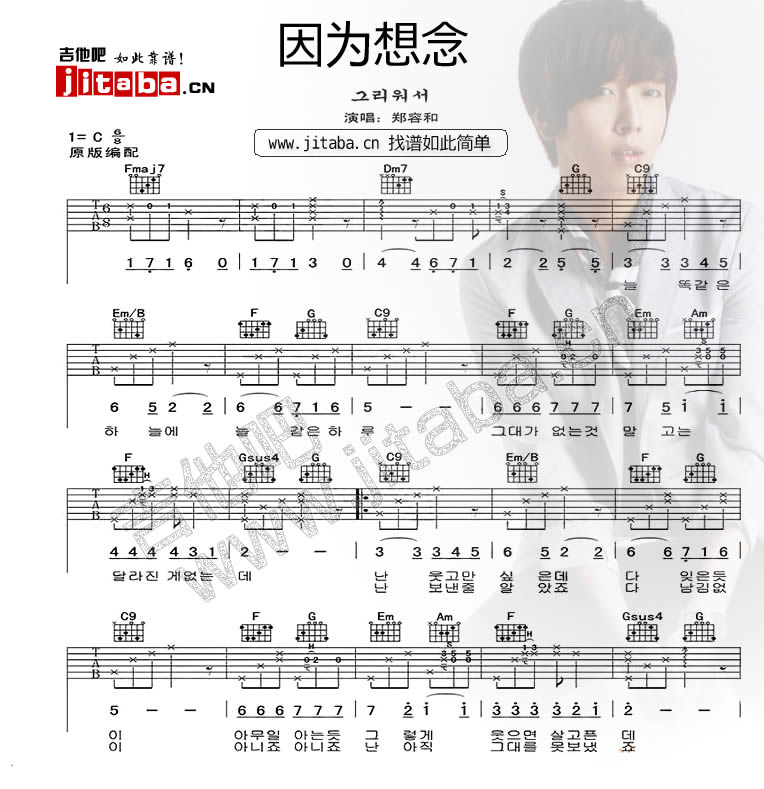 因为想念
吉他吧 如此靠谱!
jitaba.CN
그리워서
演唱：郑容和
1= C 6/8
www.jitaba.cn 找谱如此简单
原版编配
Fmaj7 Dm7 G C9
1 7 1 6 0 | 1 7 1 3 0 | 4 4 6 7 1 | 2 2 5 5 | 3 3 3 4 5 |
늘 똑같은
Em/B F G C9 F G Em Am
6 5 2 2 | 6 6 7 1 6 | 5 - - | 6 6 6 7 7 7 | 7 i i |
하 늘에 늘 같은하 루 그대가 없는것 말 고는
F Gsus4 G C9 Em/B F G
4 4 4 4 3 1 | 2 - - | 3 3 3 4 5 | 6 5 2 2 | 6 6 7 1 6 |
달라진 게없는 데 난 웃고만 싶 은데 다 잊은듯
난 보낸줄 알 았죠 다 남김없
C9 F G Em Am F Gsus4 G
5 - - | 6 6 6 7 7 7 | 7 2 i i | 3 3 3 3 2 1 | 2 - - |
이 아무일 아는듯 그 렇게 웃으면 살고픈 데
이 아니죠 아니죠 난 아직 그대를 못보냈 죠
吉他吧
www.jitaba.cn